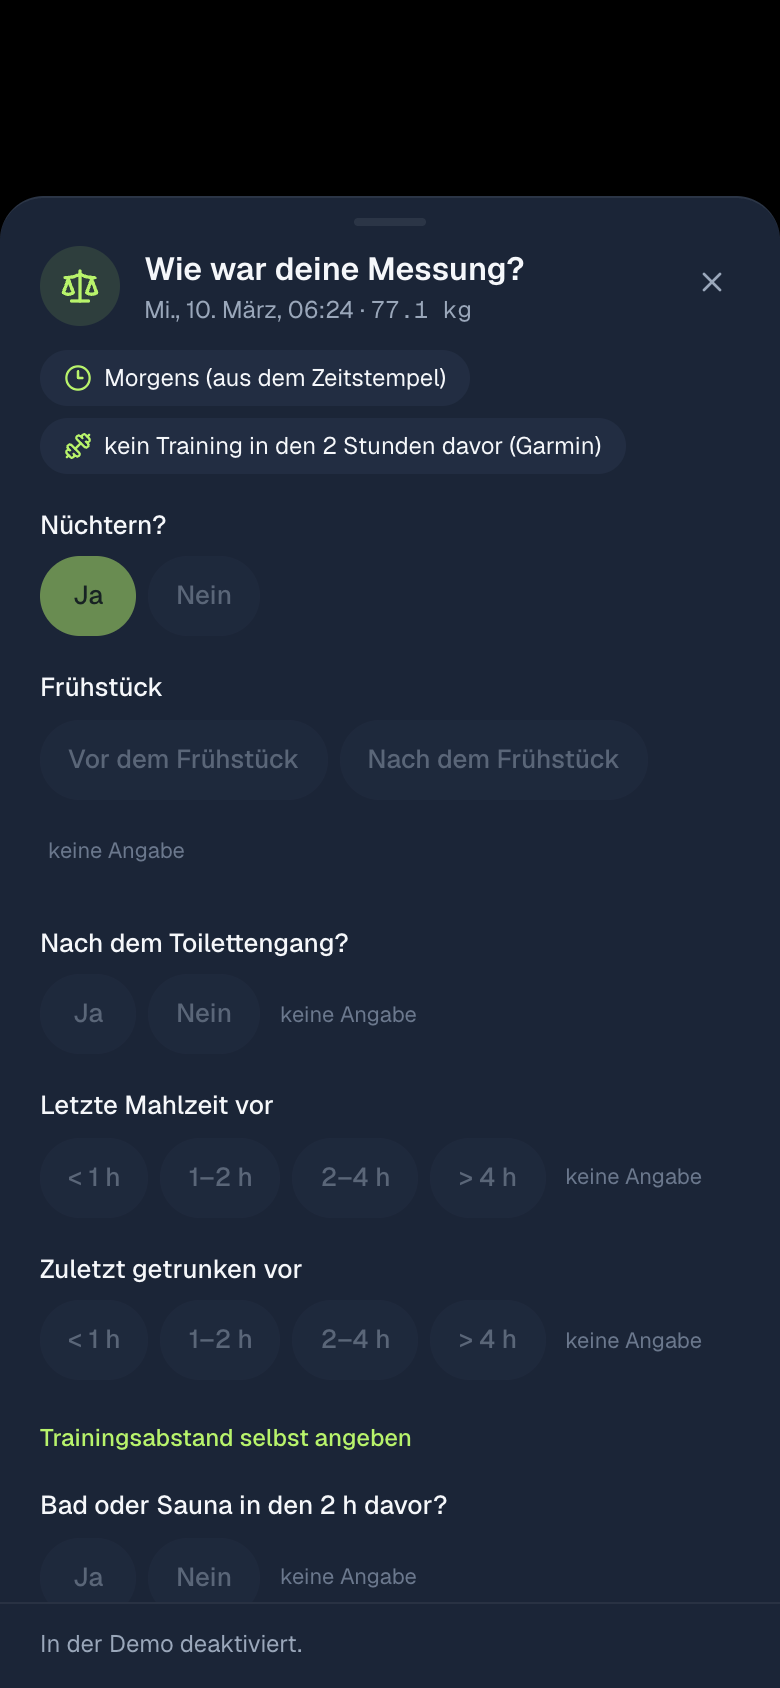 Wie war deine Messung?
Mi., 10. März, 06:24 · 77.1 kg
Morgens (aus dem Zeitstempel)
kein Training in den 2 Stunden davor (Garmin)
Nüchtern?
Ja Nein
Frühstück
Vor dem Frühstück Nach dem Frühstück
keine Angabe
Nach dem Toilettengang?
Ja Nein keine Angabe
Letzte Mahlzeit vor
< 1 h 1–2 h 2–4 h > 4 h keine Angabe
Zuletzt getrunken vor
< 1 h 1–2 h 2–4 h > 4 h keine Angabe
Trainingsabstand selbst angeben
Bad oder Sauna in den 2 h davor?
Ja Nein keine Angabe
In der Demo deaktiviert.